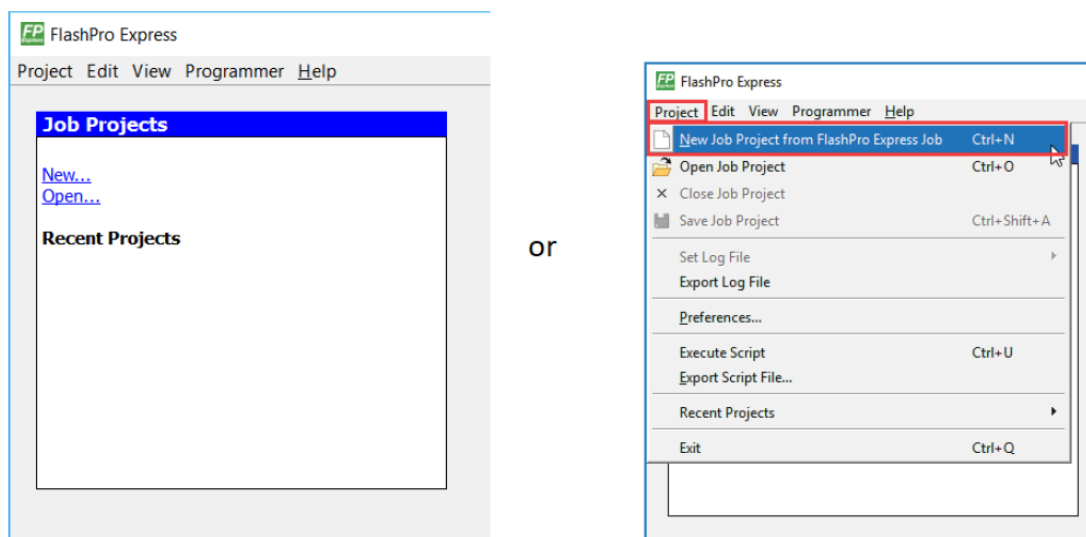 FP Express FlashPro Express
Project Edit View Programmer Help
Job Projects
New...
Open...
Recent Projects
or
FP Express FlashPro Express
Project Edit View Programmer Help
New Job Project from FlashPro Express Job Ctrl+N
Open Job Project Ctrl+O
Close Job Project
Save Job Project Ctrl+Shift+A
Set Log File
Export Log File
Preferences...
Execute Script Ctrl+U
Export Script File...
Recent Projects
Exit Ctrl+Q